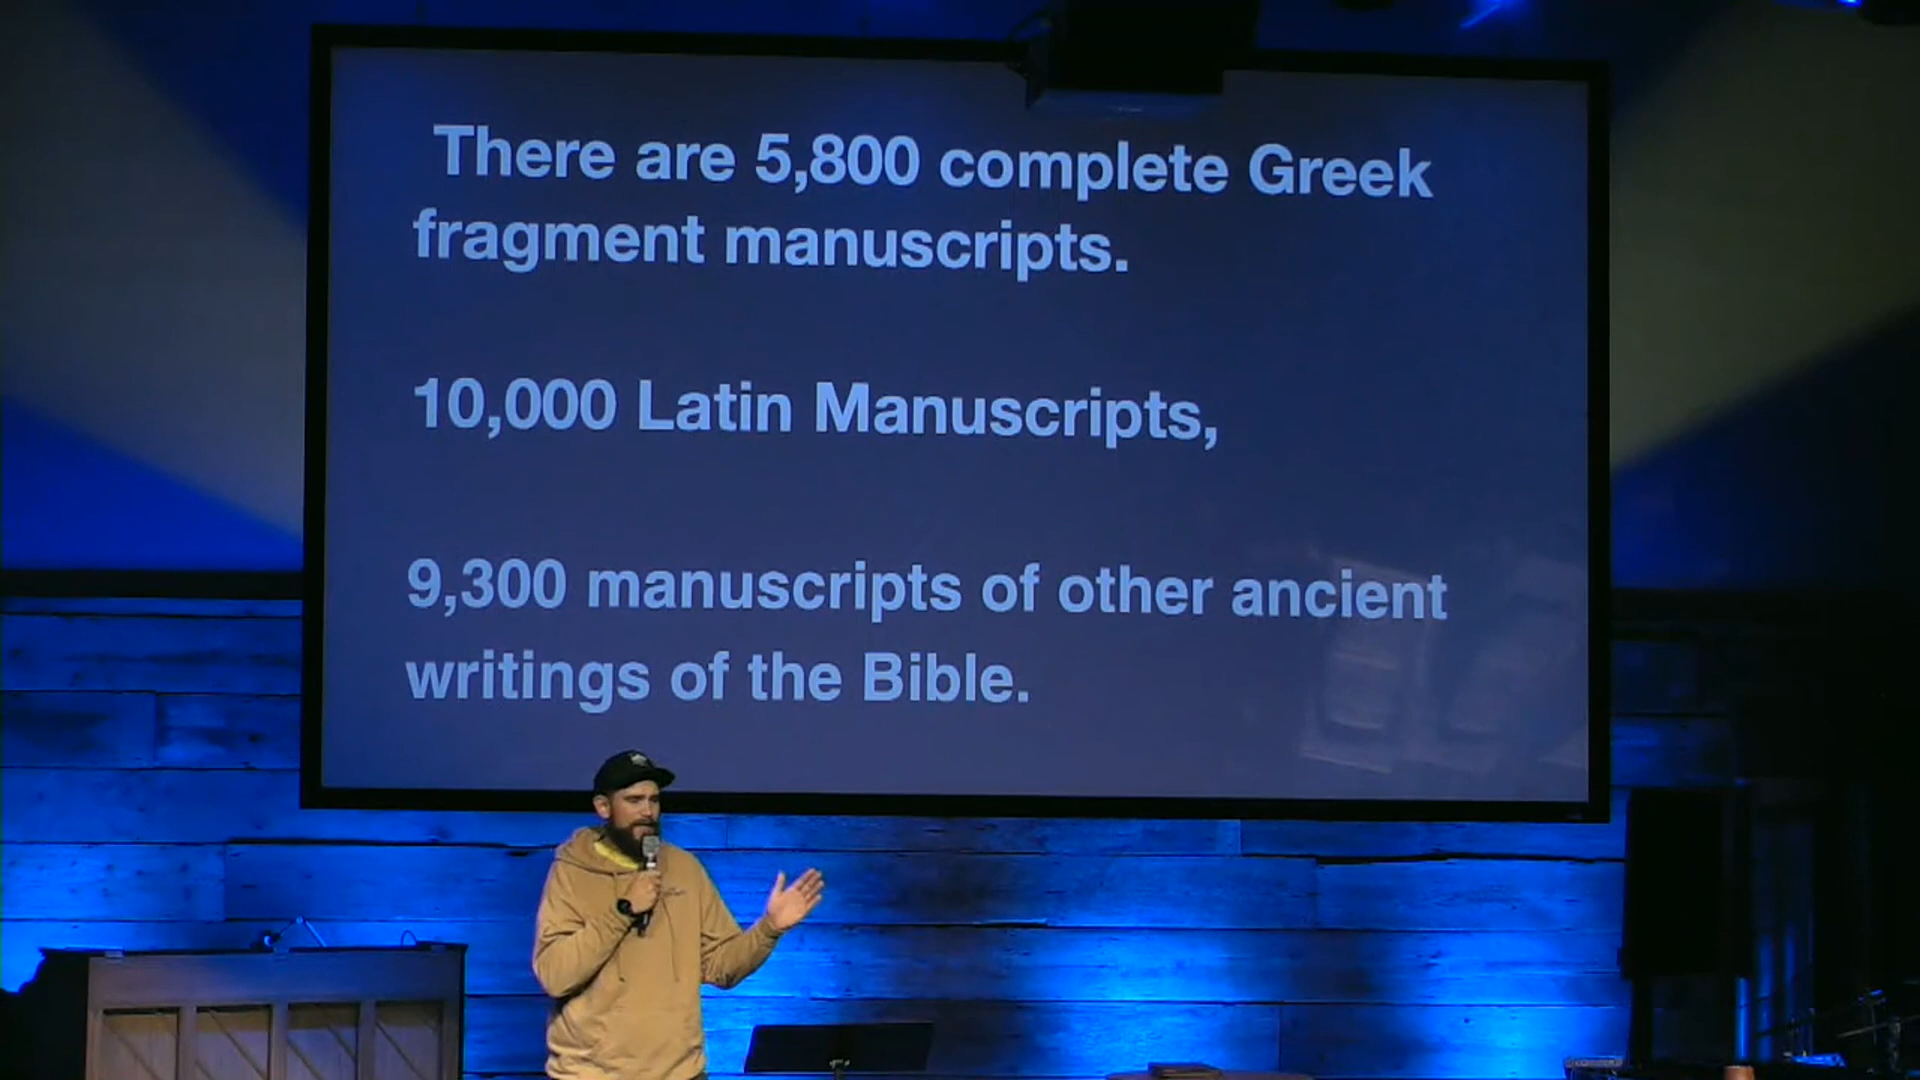 There are 5,800 complete Greek
fragment manuscripts.
10,000 Latin Manuscripts,
9,300 manuscripts of other ancient
writings of the Bible.